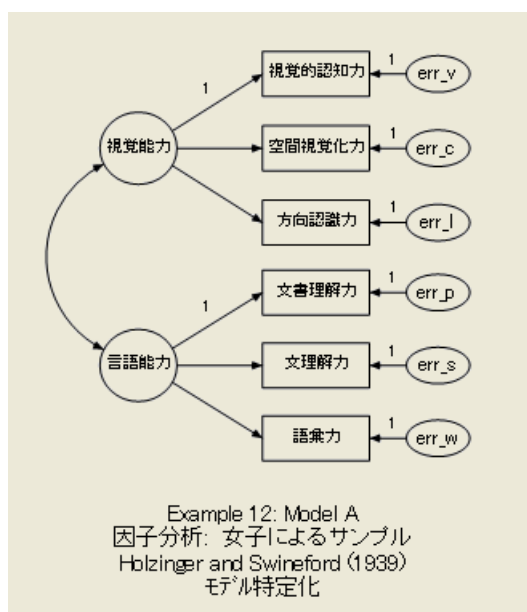 1
視覚的認知力
1
err_v
視覚能力
空間視覚化力
1
err_c
方向認識力
1
err_l
1
文書理解力
1
err_p
言語能力
文理解力
1
err_s
語彙力
1
err_w
Example 12: Model A
因子分析: 女子によるサンプル
Holzinger and Swineford (1939)
モデル特定化